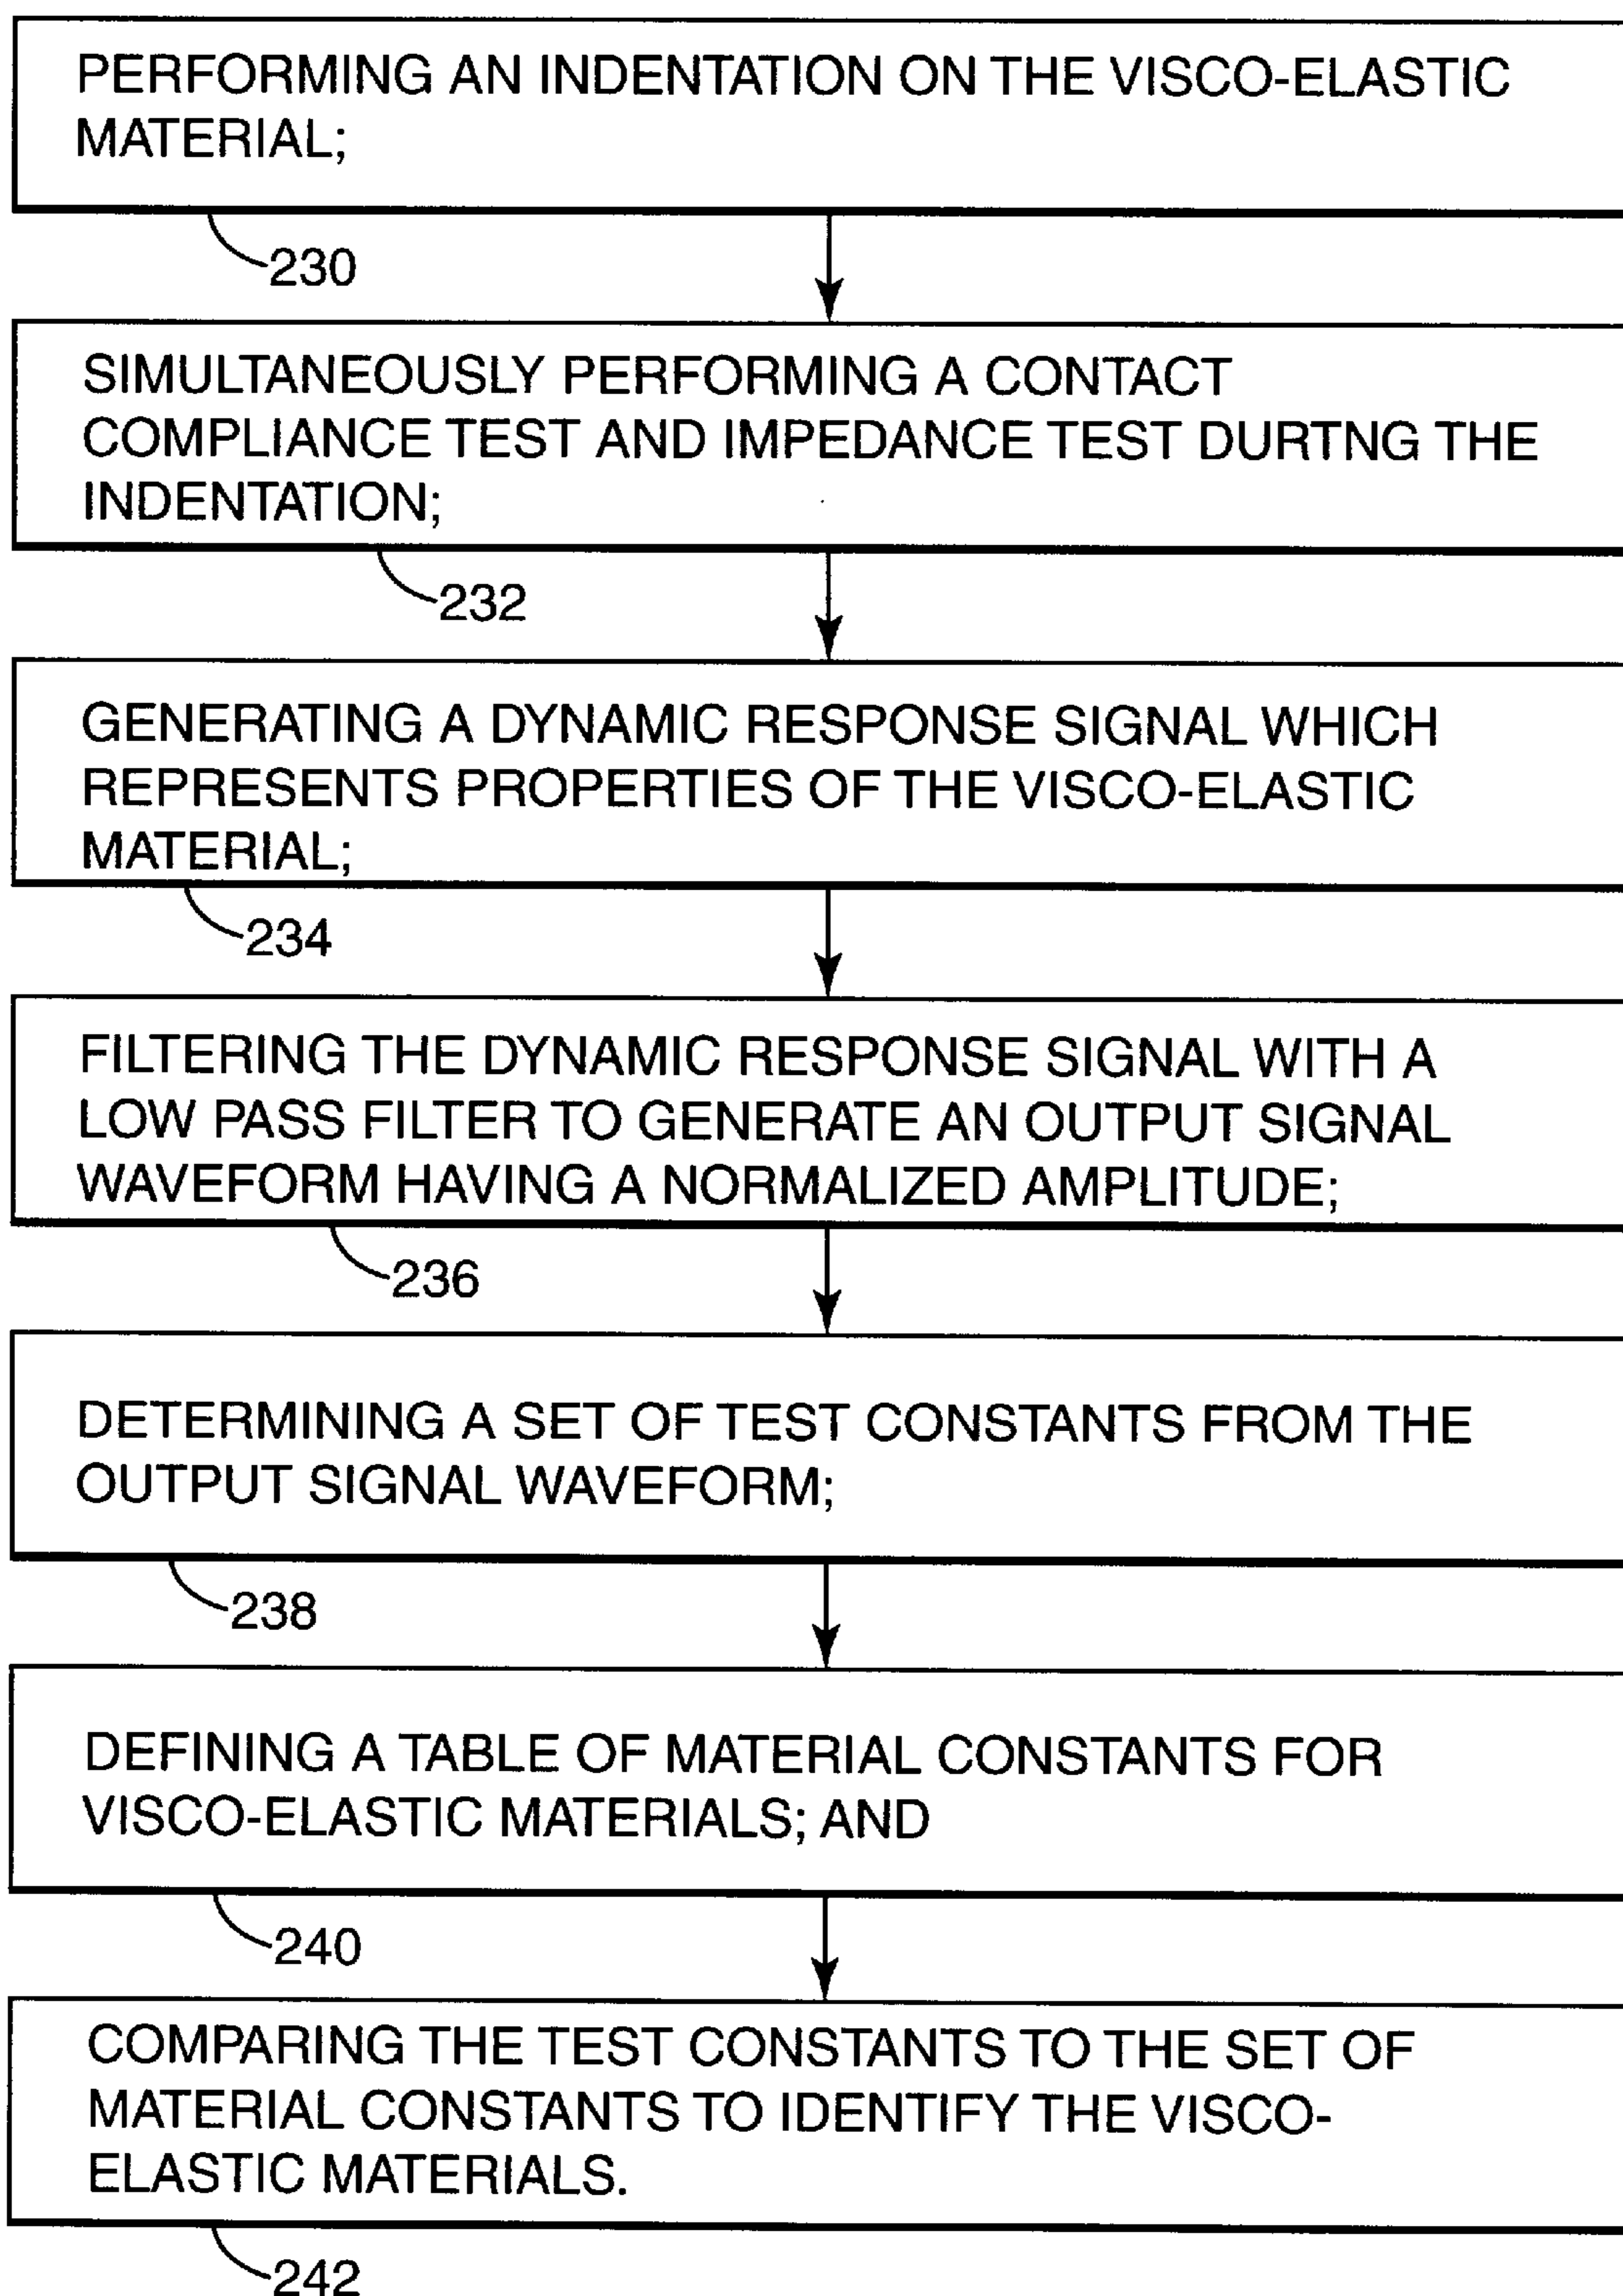 PERFORMING AN INDENTATION ON THE VISCO-ELASTIC
MATERIAL;
230
SIMULTANEOUSLY PERFORMING A CONTACT
COMPLIANCE TEST AND IMPEDANCE TEST DURTNG THE
INDENTATION;
232
GENERATING A DYNAMIC RESPONSE SIGNAL WHICH
REPRESENTS PROPERTIES OF THE VISCO-ELASTIC
MATERIAL;
234
FILTERING THE DYNAMIC RESPONSE SIGNAL WITH A
LOW PASS FILTER TO GENERATE AN OUTPUT SIGNAL
WAVEFORM HAVING A NORMALIZED AMPLITUDE;
236
DETERMINING A SET OF TEST CONSTANTS FROM THE
OUTPUT SIGNAL WAVEFORM;
238
DEFINING A TABLE OF MATERIAL CONSTANTS FOR
VISCO-ELASTIC MATERIALS; AND
240
COMPARING THE TEST CONSTANTS TO THE SET OF
MATERIAL CONSTANTS TO IDENTIFY THE VISCO-
ELASTIC MATERIALS.
242